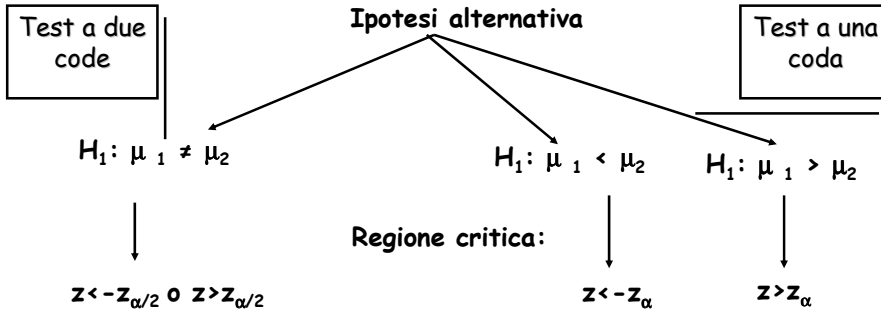 Test a due
code
Ipotesi alternativa
Test a una
coda
H₁: μ ₁ ≠ μ₂
H₁: μ ₁ < μ₂
H₁: μ ₁ > μ₂
Regione critica:
z<-z_α/2 o z>z_α/2
z<-z_α
z>z_α